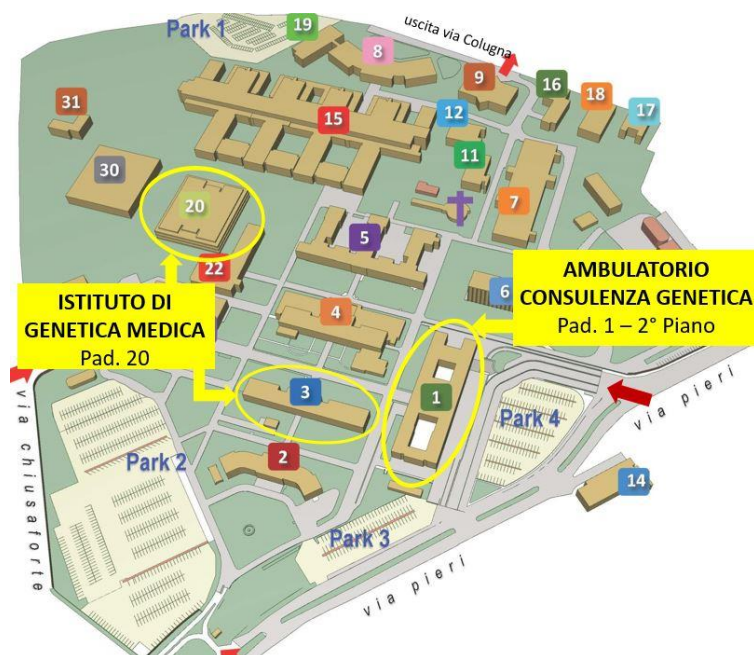 Park 1
19
8
uscita via Colugna
9
16
18
17
31
15
12
11
30
20
7
5
22
6
ISTITUTO DI
GENETICA MEDICA
Pad. 20
AMBULATORIO
CONSULENZA GENETICA
Pad. 1 – 2° Piano
4
3
1
Park 4
via pieri
via chiusaforte
Park 2
2
14
Park 3
via pieri